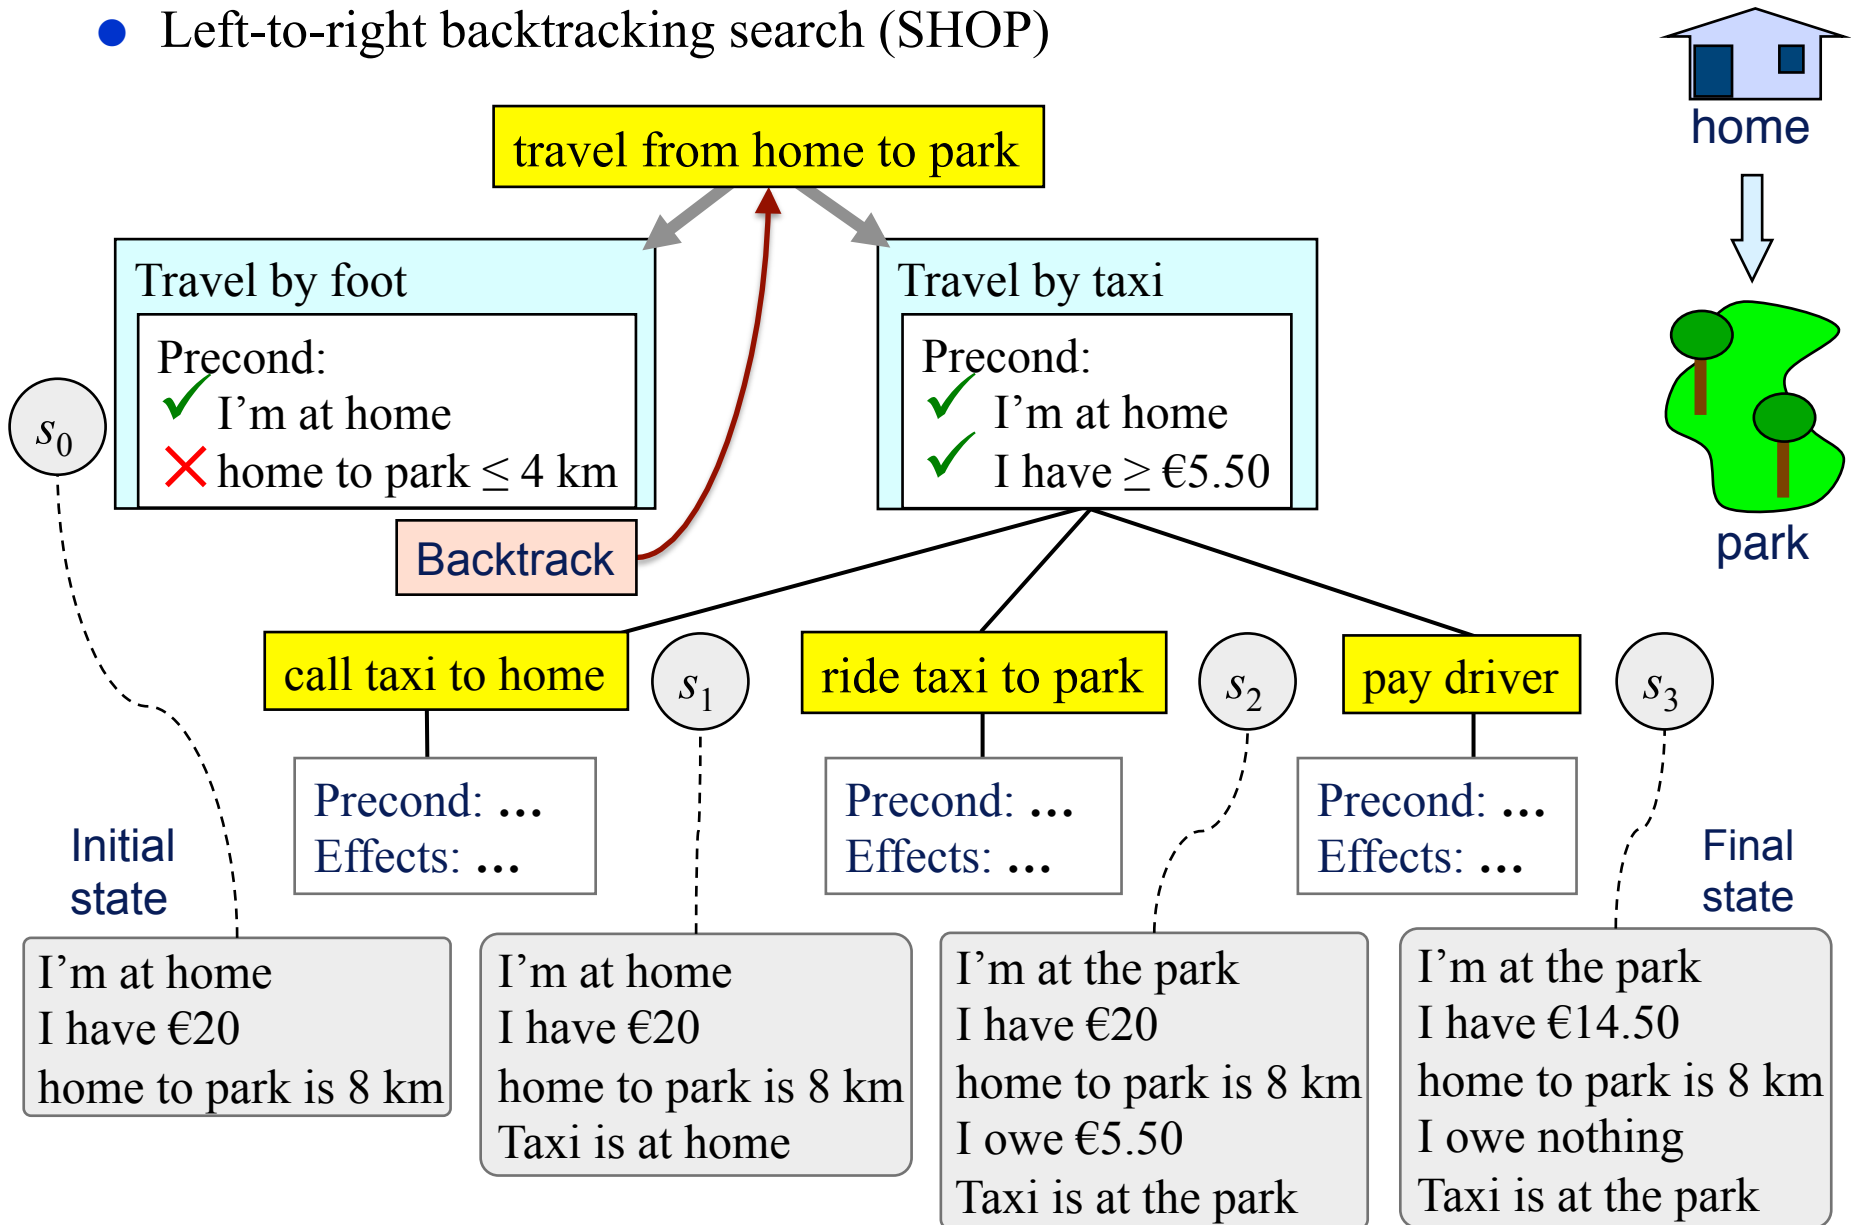 ● Left-to-right backtracking search (SHOP)
home
travel from home to park
Travel by foot
Precond:
✓ I’m at home
✕ home to park ≤ 4 km
Travel by taxi
Precond:
✓ I’m at home
✓ I have ≥ €5.50
park
s0
Backtrack
call taxi to home
s1
ride taxi to park
s2
pay driver
s3
Precond: ...
Effects: ...
Precond: ...
Effects: ...
Precond: ...
Effects: ...
Initial
state
Final
state
I’m at home
I have €20
home to park is 8 km
I’m at home
I have €20
home to park is 8 km
Taxi is at home
I’m at the park
I have €20
home to park is 8 km
I owe €5.50
Taxi is at the park
I’m at the park
I have €14.50
home to park is 8 km
I owe nothing
Taxi is at the park